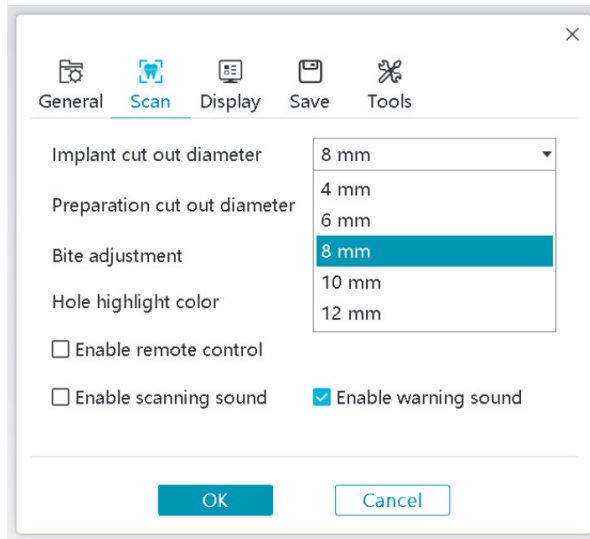 General Scan Display Save Tools
Implant cut out diameter 8 mm
4 mm
Preparation cut out diameter
6 mm
Bite adjustment 8 mm
10 mm
Hole highlight color
12 mm
Enable remote control
Enable scanning sound Enable warning sound
OK Cancel